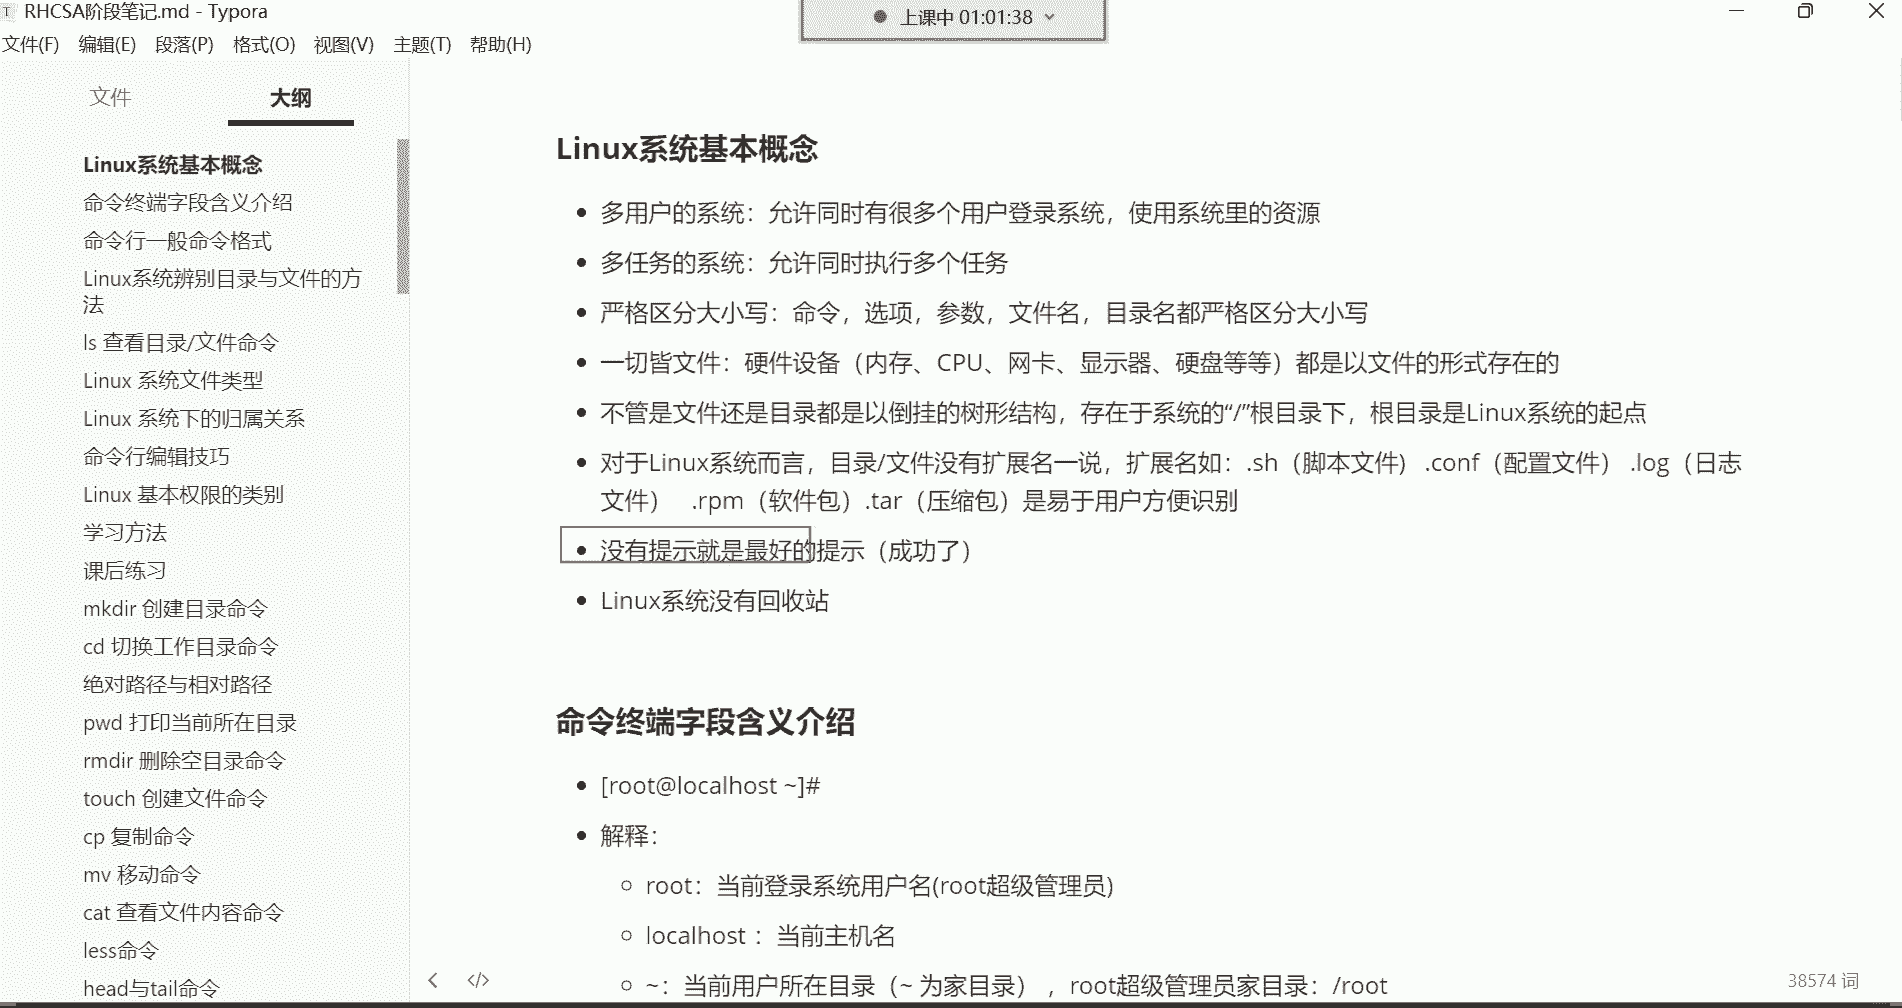 RHCSA阶段笔记.md - Typora
上课中 01:01:38
文件(F) 编辑(E) 段落(P) 格式(O) 视图(V) 主题(T) 帮助(H)
文件 大纲
Linux系统基本概念
命令终端字段含义介绍
命令行一般命令格式
Linux系统辨别目录与文件的方
法
ls 查看目录/文件命令
Linux 系统文件类型
Linux 系统下的归属关系
命令行编辑技巧
Linux 基本权限的类别
学习方法
课后练习
mkdir 创建目录命令
cd 切换工作目录命令
绝对路径与相对路径
pwd 打印当前所在目录
rmdir 删除空目录命令
touch 创建文件命令
cp 复制命令
mv 移动命令
cat 查看文件内容命令
less命令
head与tail命令
Linux系统基本概念
多用户的系统：允许同时有很多个用户登录系统，使用系统里的资源
多任务的系统：允许同时执行多个任务
严格区分大小写：命令，选项，参数，文件名，目录名都严格区分大小写
一切皆文件：硬件设备（内存、CPU、网卡、显示器、硬盘等等）都是以文件的形式存在的
不管是文件还是目录都是以倒挂的树形结构，存在于系统的“/”根目录下，根目录是Linux系统的起点
对于Linux系统而言，目录/文件没有扩展名一说，扩展名如：.sh（脚本文件）.conf（配置文件） .log（日志
文件） .rpm（软件包）.tar（压缩包）是易于用户方便识别
没有提示就是最好的提示（成功了）
Linux系统没有回收站
命令终端字段含义介绍
[root@localhost ~]#
解释：
root：当前登录系统用户名(root超级管理员)
localhost ：当前主机名
~：当前用户所在目录（~ 为家目录） ，root超级管理员家目录：/root
38574 词